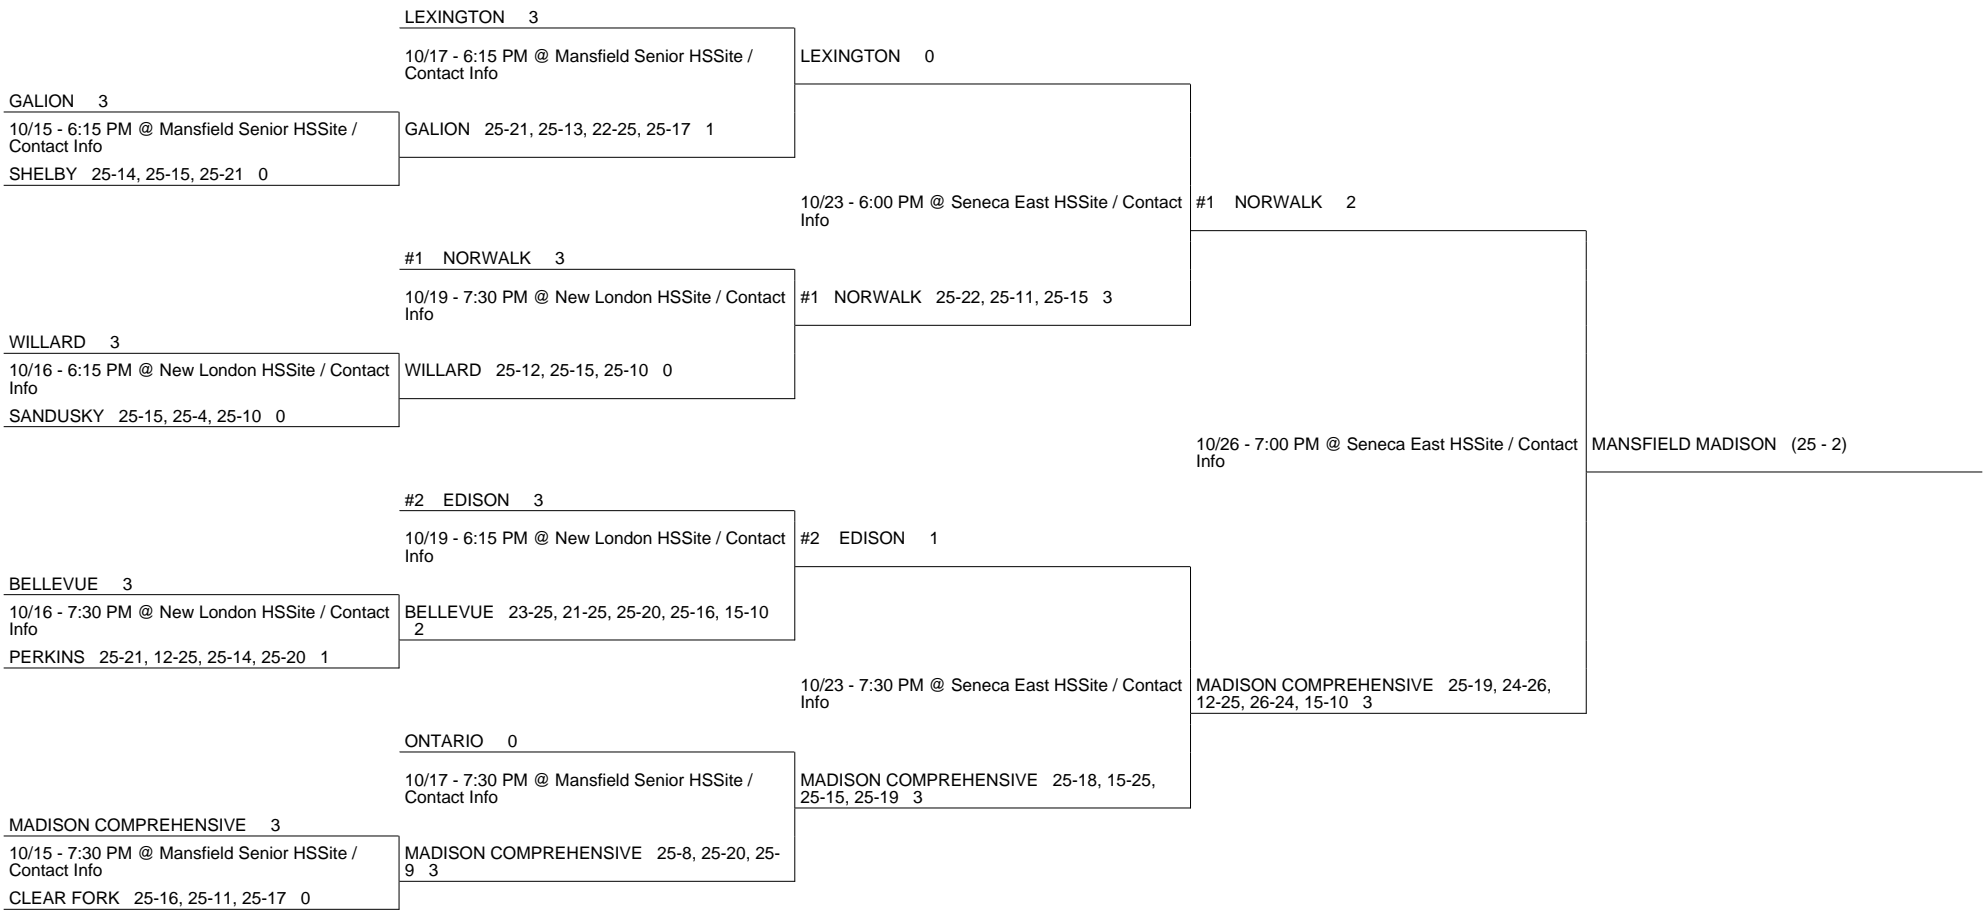 LEXINGTON 3
10/17 - 6:15 PM @ Mansfield Senior HSSite /
Contact Info
LEXINGTON 0
GALION 3
10/15 - 6:15 PM @ Mansfield Senior HSSite /
Contact Info
GALION 25-21, 25-13, 22-25, 25-17 1
SHELBY 25-14, 25-15, 25-21 0
10/23 - 6:00 PM @ Seneca East HSSite / Contact
Info
#1 NORWALK 2
#1 NORWALK 3
10/19 - 7:30 PM @ New London HSSite / Contact
Info
#1 NORWALK 25-22, 25-11, 25-15 3
WILLARD 3
10/16 - 6:15 PM @ New London HSSite / Contact
Info
WILLARD 25-12, 25-15, 25-10 0
SANDUSKY 25-15, 25-4, 25-10 0
10/26 - 7:00 PM @ Seneca East HSSite / Contact
Info
MANSFIELD MADISON (25 - 2)
#2 EDISON 3
10/19 - 6:15 PM @ New London HSSite / Contact
Info
#2 EDISON 1
BELLEVUE 3
10/16 - 7:30 PM @ New London HSSite / Contact
Info
BELLEVUE 23-25, 21-25, 25-20, 25-16, 15-10
2
PERKINS 25-21, 12-25, 25-14, 25-20 1
10/23 - 7:30 PM @ Seneca East HSSite / Contact
Info
MADISON COMPREHENSIVE 25-19, 24-26,
12-25, 26-24, 15-10 3
ONTARIO 0
10/17 - 7:30 PM @ Mansfield Senior HSSite /
Contact Info
MADISON COMPREHENSIVE 25-18, 15-25,
25-15, 25-19 3
MADISON COMPREHENSIVE 3
10/15 - 7:30 PM @ Mansfield Senior HSSite /
Contact Info
MADISON COMPREHENSIVE 25-8, 25-20, 25-
9 3
CLEAR FORK 25-16, 25-11, 25-17 0